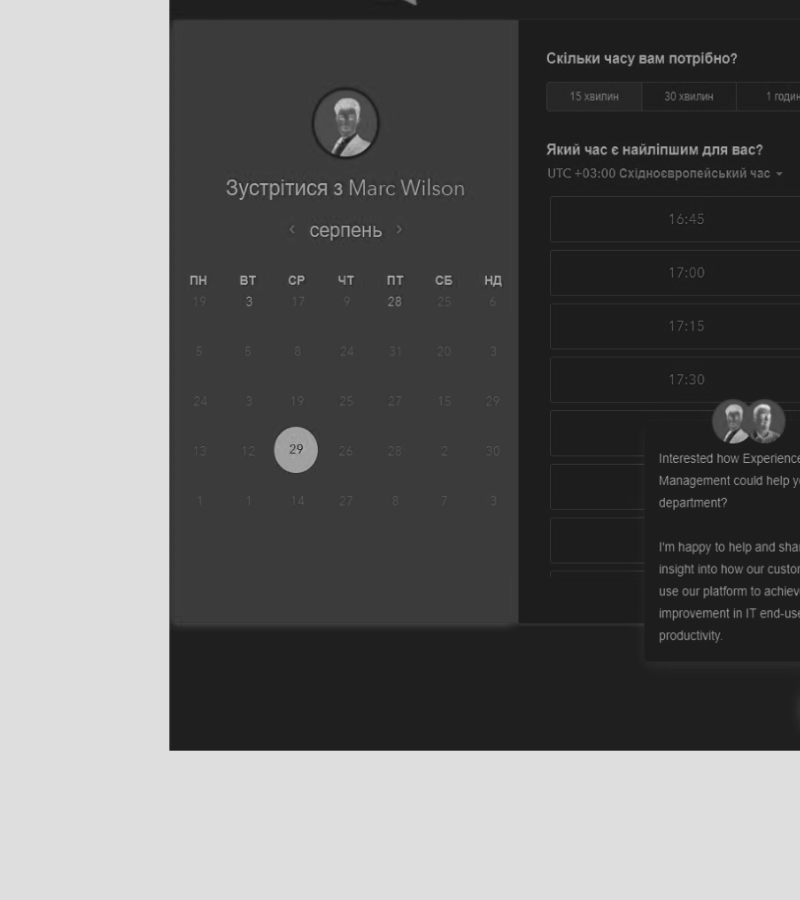 Скільки часу вам потрібно?
15 хвилин 30 хвилин 1 годин
Зустрітися з Marc Wilson
серпень
ПН ВТ СР ЧТ ПТ СБ НД
19 3 17 9 28 25 6
5 5 8 24 31 20 3
24 3 19 25 27 15 29
13 12 29 26 28 2 30
1 1 14 27 8 7 3
Який час є найліпшим для вас?
UTC +03:00 Східноєвропейський час
16:45
17:00
17:15
17:30
Interested how Experience
Management could help yo
department?
I'm happy to help and shar
insight into how our custom
use our platform to achieve
improvement in IT end-use
productivity.